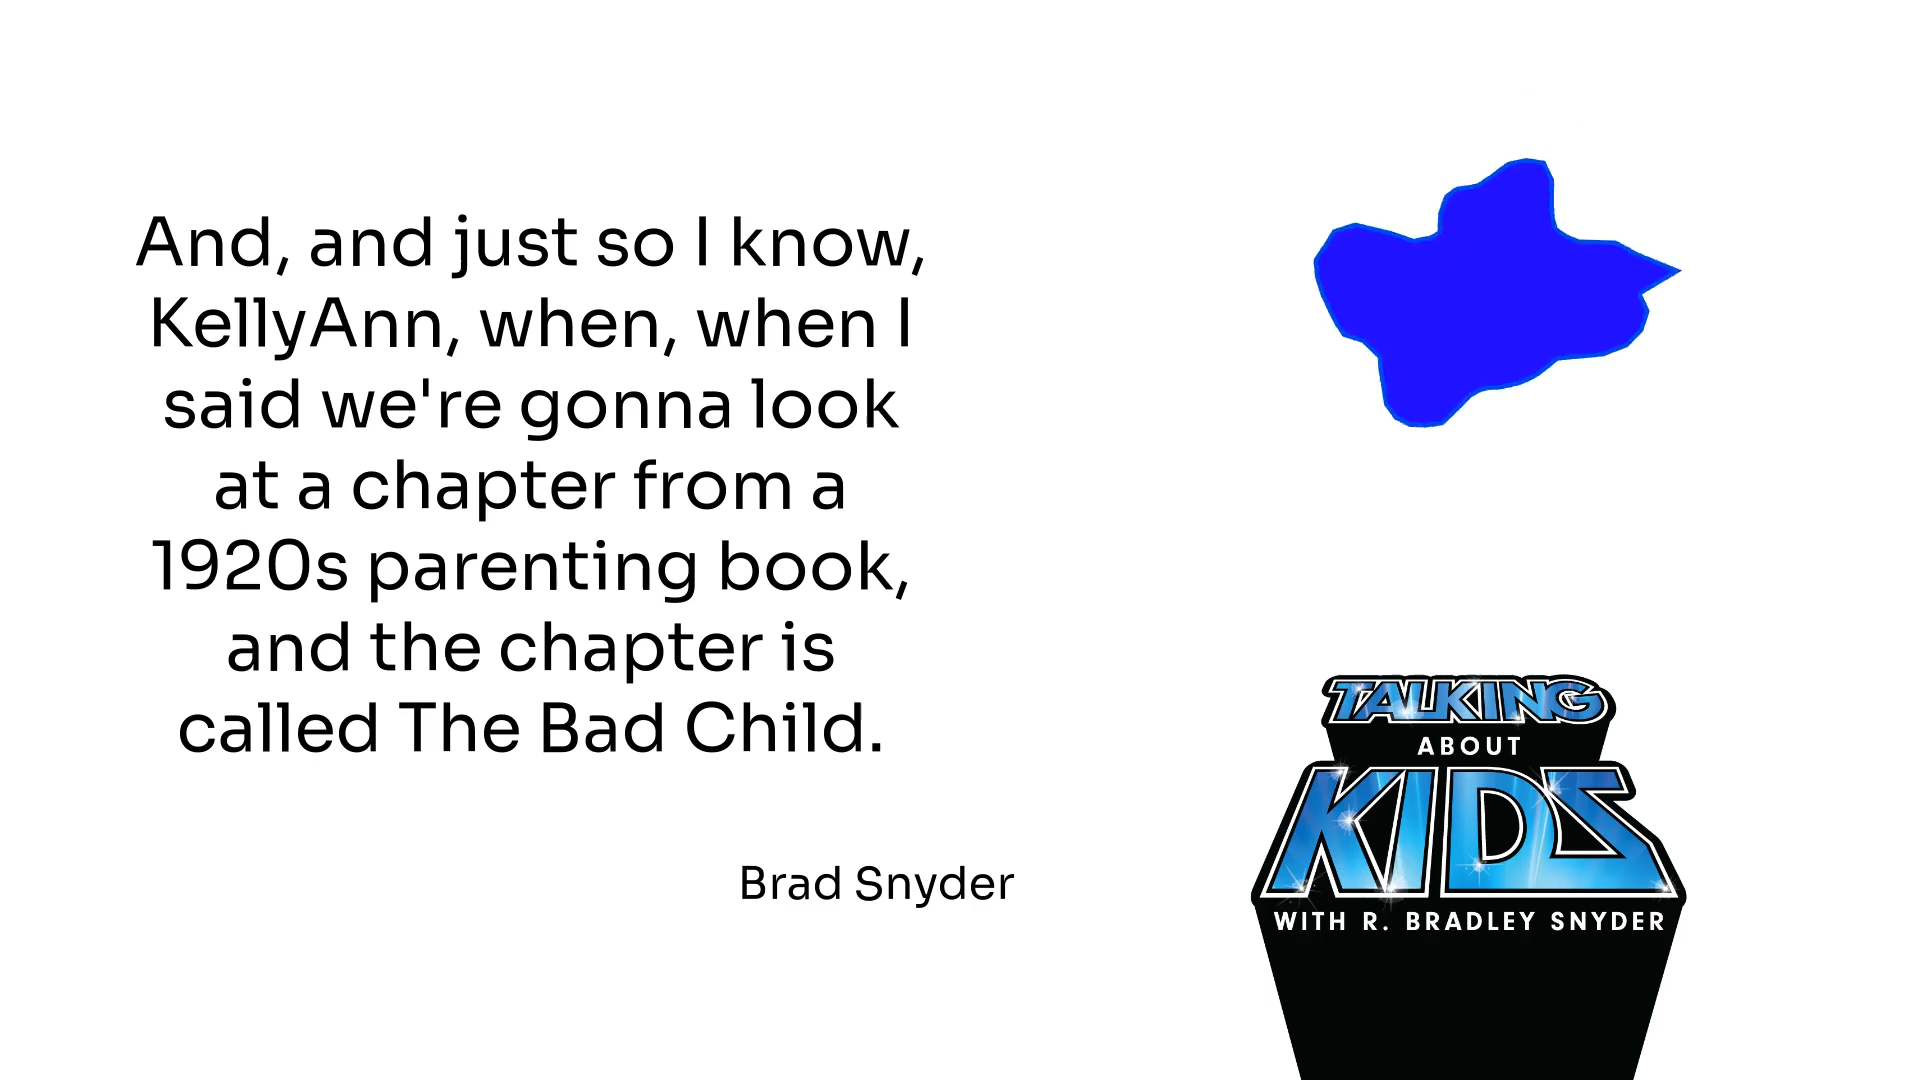 And, and just so I know,
KellyAnn, when, when I
said we're gonna look
at a chapter from a
1920s parenting book,
and the chapter is
called The Bad Child.
Brad Snyder
TALKING
ABOUT
KIDS
WITH R. BRADLEY SNYDER